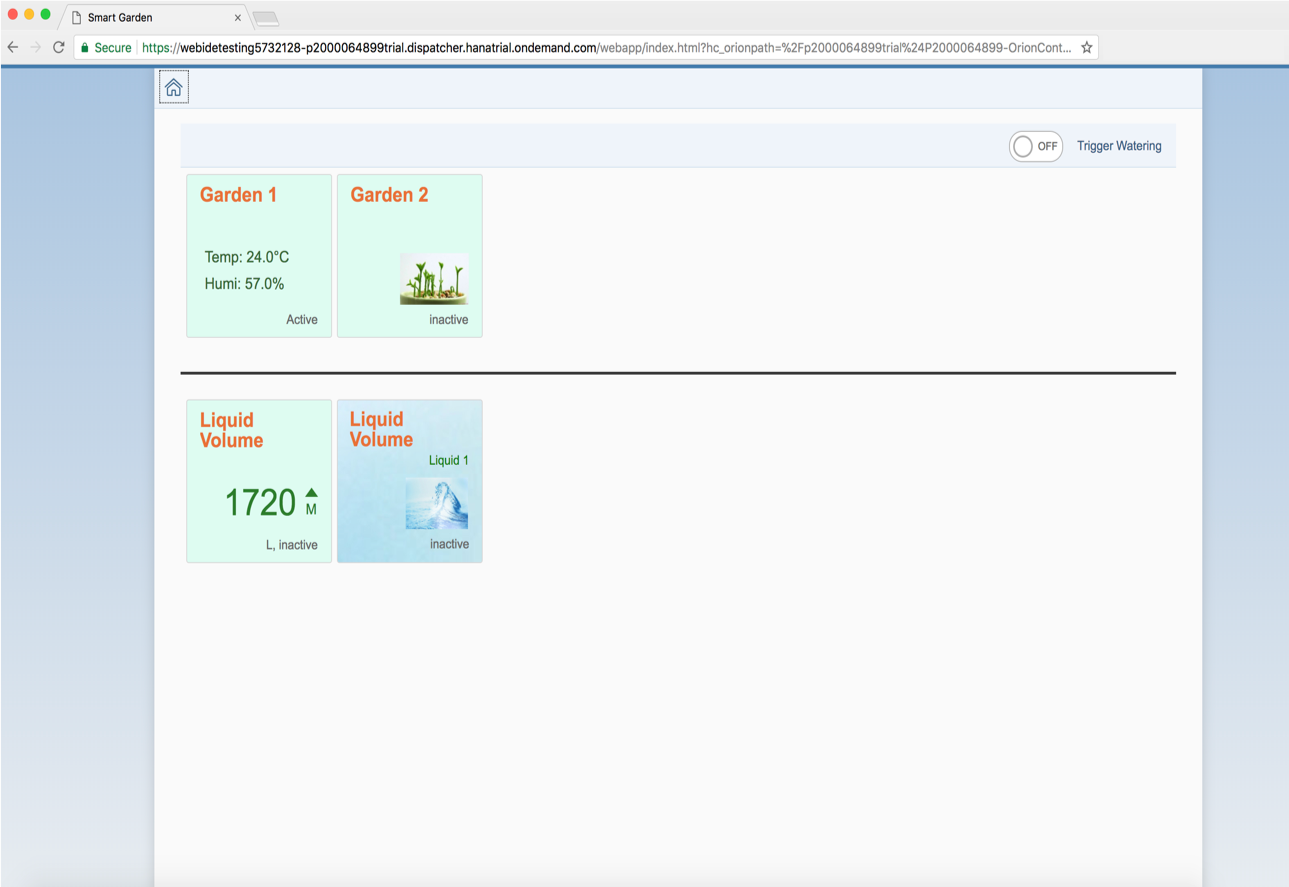 Smart Garden
Secure https://webidetesting5732128-p2000064899trial.dispatcher.hanatrial.ondemand.com/webapp/index.html?hc_orionpath=%2Fp2000064899trial%24P2000064899-OrionCont...
OFF Trigger Watering
Garden 1
Temp: 24.0°C
Humi: 57.0%
Active
Garden 2
inactive
Liquid
Volume
1720 M
L, inactive
Liquid
Volume
Liquid 1
inactive